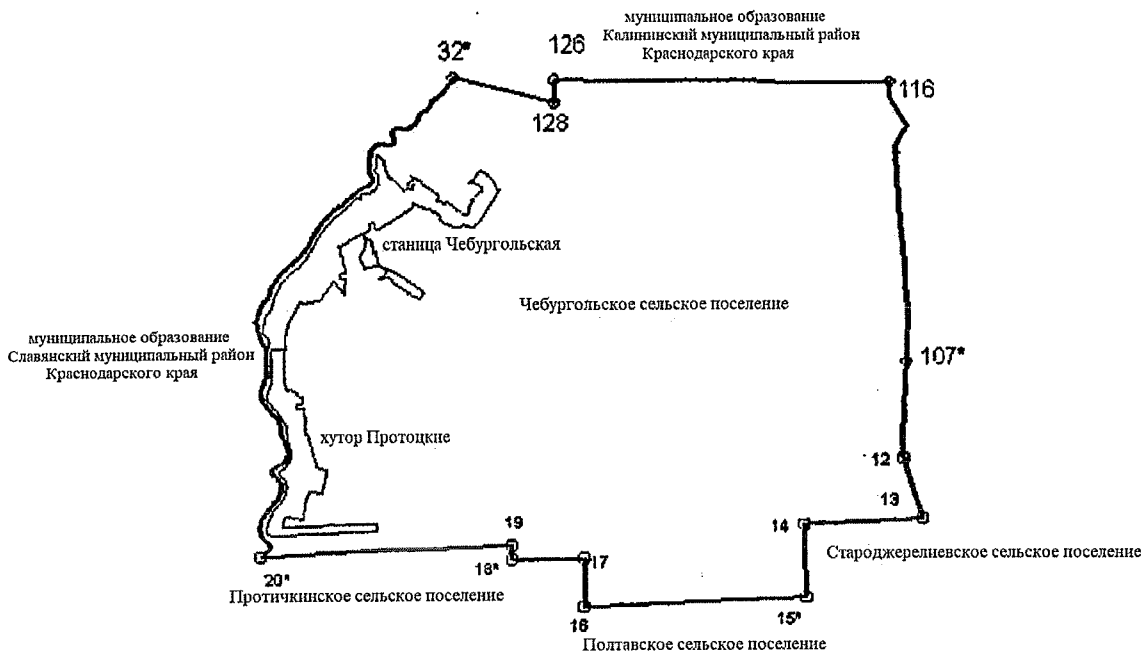 муниципальное образование
Калининский муниципальный район
Краснодарского края
32*
126
116
128
станица Чебургольская
Чебургольское сельское поселение
муниципальное образование
Славянский муниципальный район
Краснодарского края
107*
хутор Протоцкие
12
13
14
19
Староджерелиевское сельское поселение
17
18*
20*
Протичкинское сельское поселение
15*
16
Полтавское сельское поселение